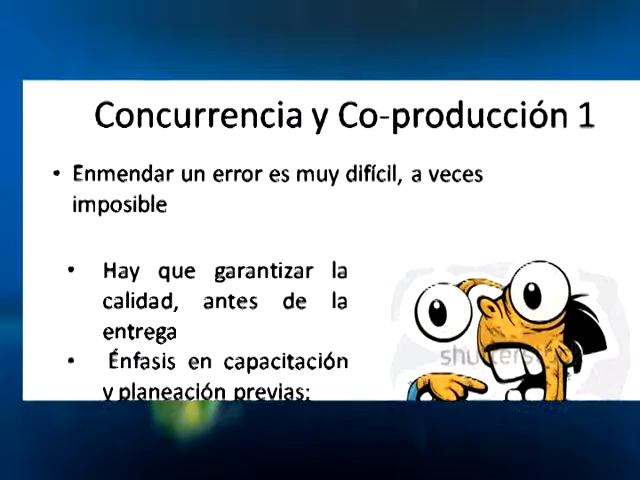 Concurrencia y Co-producción 1
• Enmendar un error es muy difícil, a veces
imposible
• Hay que garantizar la
calidad, antes de la
entrega
• Énfasis en capacitación
y planeación previas: